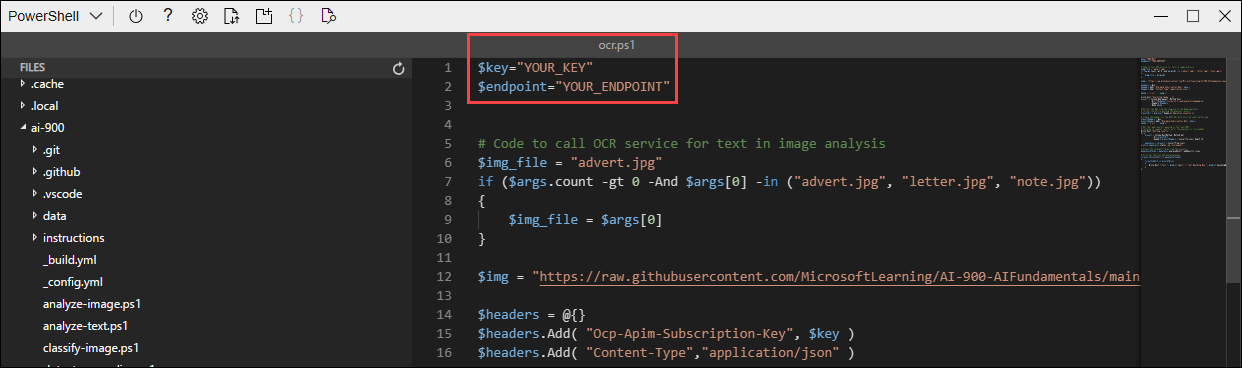 PowerShell
ocr.ps1
FILES
.cache
.local
ai-900
.git
.github
.vscode
data
instructions
_build.yml
_config.yml
analyze-image.ps1
analyze-text.ps1
classify-image.ps1
1 $key="YOUR_KEY"
2 $endpoint="YOUR_ENDPOINT"
3
4
5 # Code to call OCR service for text in image analysis
6 $img_file = "advert.jpg"
7 if ($args.count -gt 0 -And $args[0] -in ("advert.jpg", "letter.jpg", "note.jpg"))
8 {
9 $img_file = $args[0]
10 }
11
12 $img = "https://raw.githubusercontent.com/MicrosoftLearning/AI-900-AIFundamentals/main
13
14 $headers = @{}
15 $headers.Add( "Ocp-Apim-Subscription-Key", $key )
16 $headers.Add( "Content-Type","application/json" )